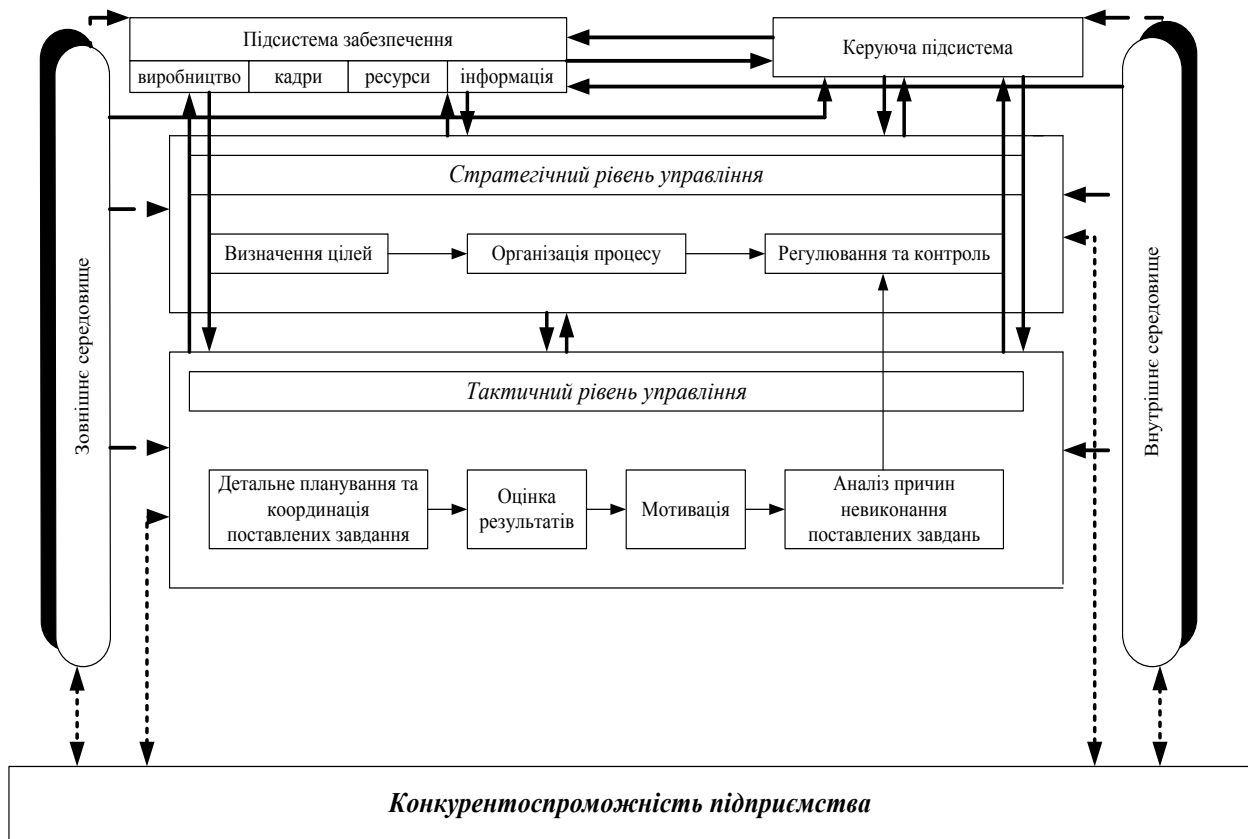 Підсистема забезпечення
Керуюча підсистема
виробництво
кадри
ресурси
інформація
Стратегічний рівень управління
Визначення цілей
Організація процесу
Регулювання та контроль
Зовнішнє середовище
Внутрішнє середовище
Тактичний рівень управління
Детальне планування та
координація
поставлених завдання
Оцінка
результатів
Мотивація
Аналіз причин
невиконання
поставлених завдань
Конкурентоспроможність підприємства